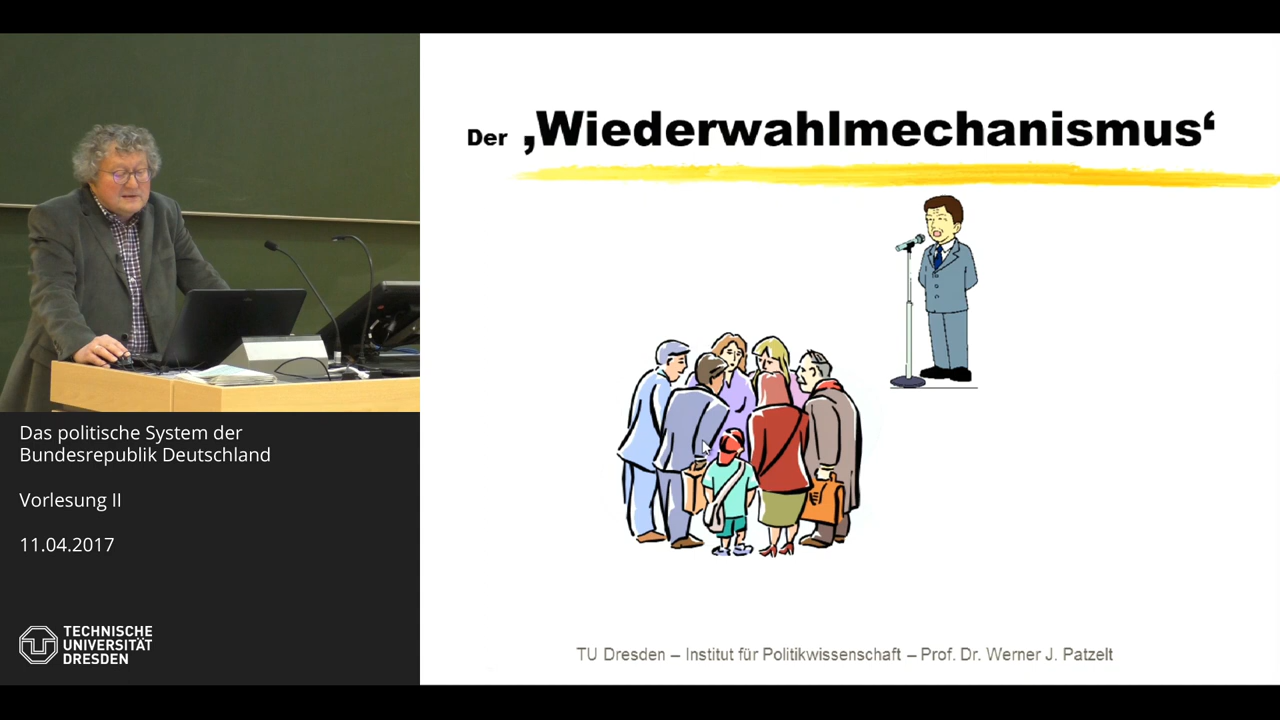 Der ‚Wiederwahlmechanismus‘
Das politische System der
Bundesrepublik Deutschland
Vorlesung II
11.04.2017
TECHNISCHE
UNIVERSITÄT
DRESDEN
TU Dresden – Institut für Politikwissenschaft – Prof. Dr. Werner J. Patzelt